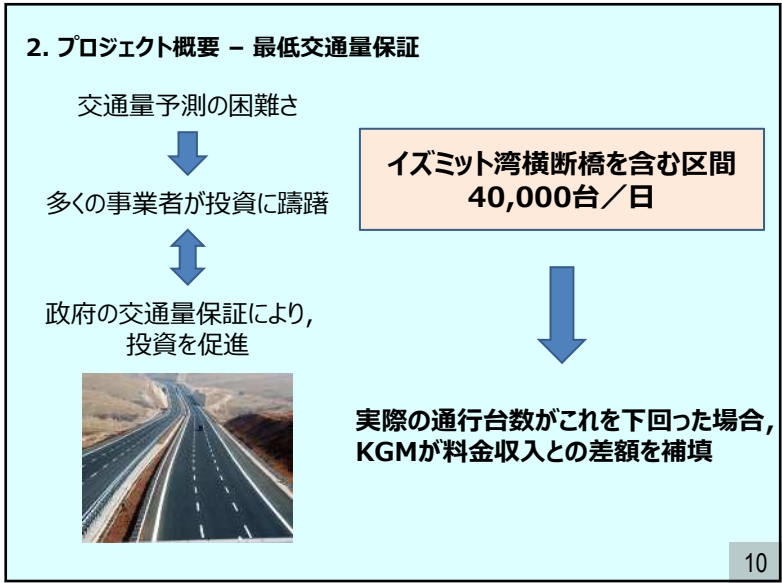 2. プロジェクト概要 – 最低交通量保証
交通量予測の困難さ
多くの事業者が投資に躊躇
政府の交通量保証により,
投資を促進
イズミット湾横断橋を含む区間
40,000台／日
実際の通行台数がこれを下回った場合,
KGMが料金収入との差額を補填
10